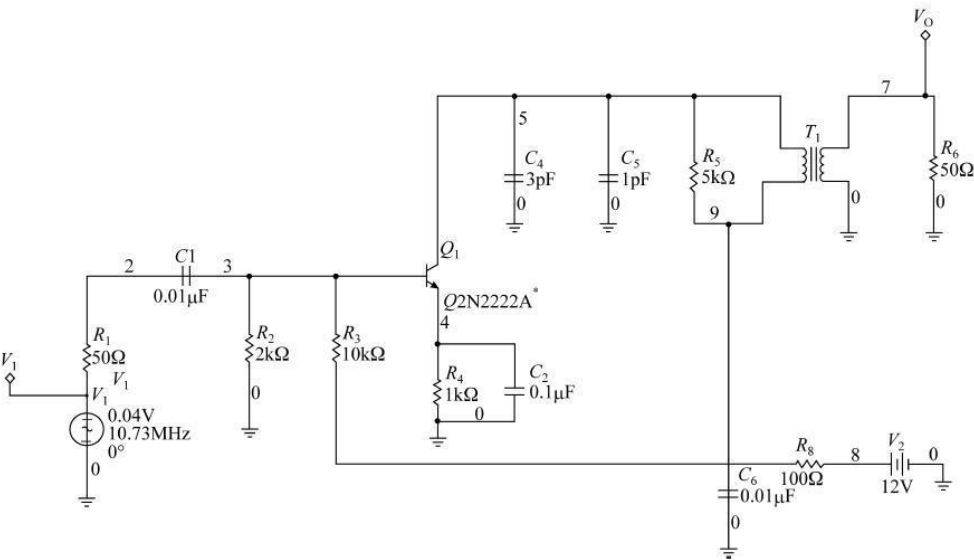 V_O
7
T_1
5
C_4
3pF
0
C_5
1pF
0
R_5
5kΩ
9
0
R_6
50Ω
0
Q_1
2
C1
3
0.01μF
Q2N2222A*
4
R_1
50Ω
R_2
2kΩ
0
R_3
10kΩ
R_4
1kΩ
0
C_2
0.1μF
V_1
V_1
V_1
0.04V
10.73MHz
0°
0
R_8
100Ω
8
V_2
12V
0
C_6
0.01μF
0